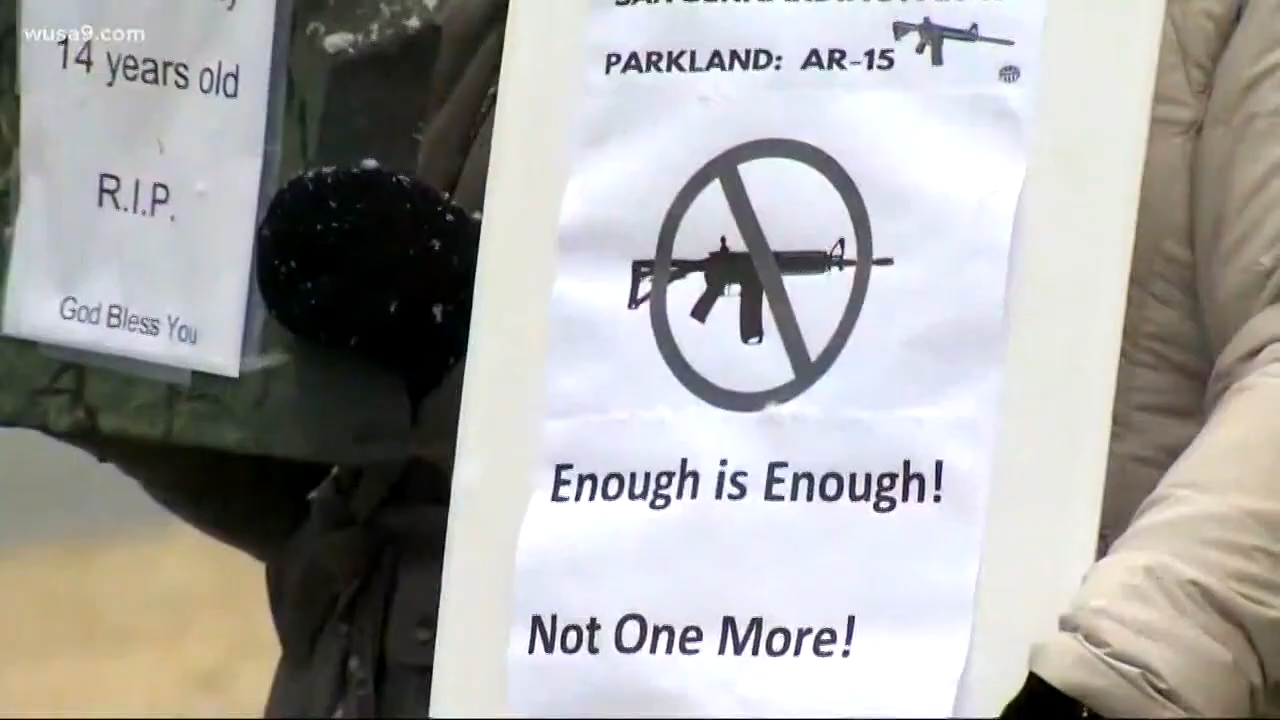 wusa9.com
14 years old
R.I.P.
God Bless You
PARKLAND: AR-15
Enough is Enough!
Not One More!